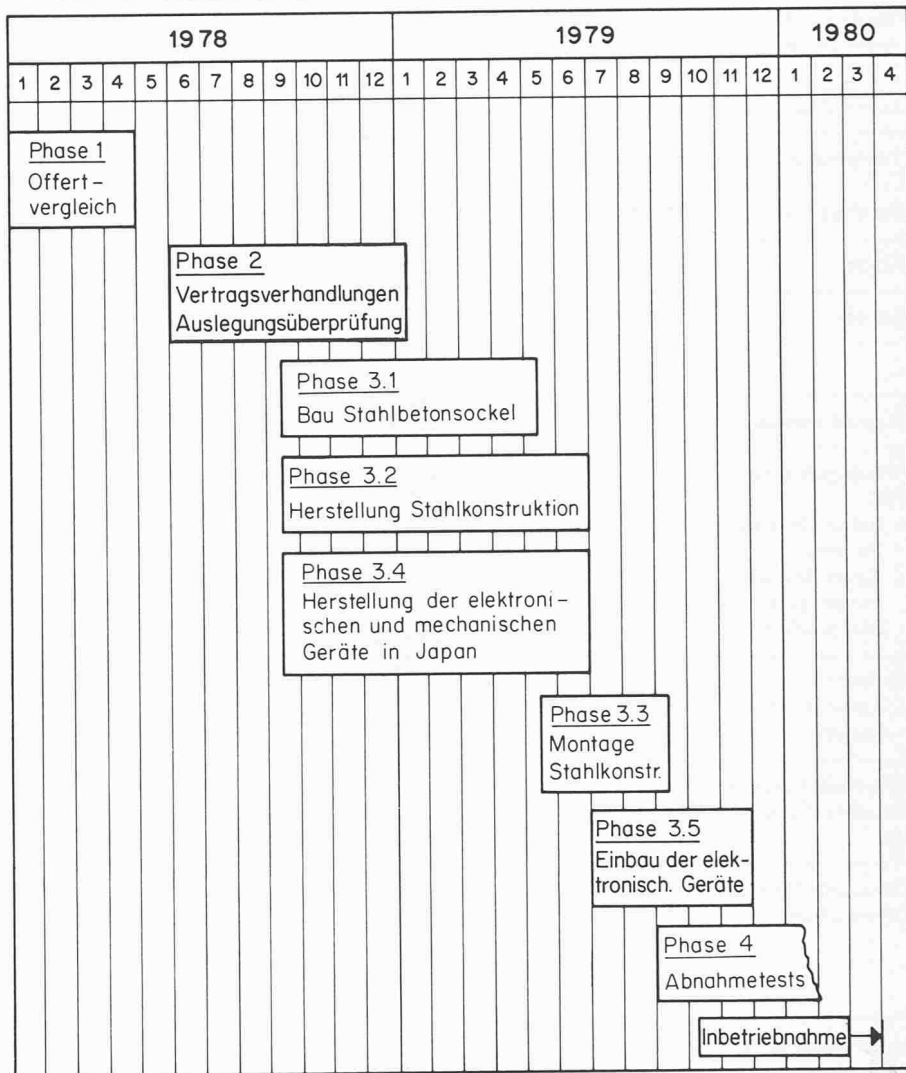 1978 1979 1980
1 2 3 4 5 6 7 8 9 10 11 12 1 2 3 4 5 6 7 8 9 10 11 12 1 2 3 4
Phase 1
Offert-
vergleich
Phase 2
Vertragsverhandlungen
Auslegungsüberprüfung
Phase 3.1
Bau Stahlbetonsockel
Phase 3.2
Herstellung Stahlkonstruktion
Phase 3.4
Herstellung der elektroni-
schen und mechanischen
Geräte in Japan
Phase 3.3
Montage
Stahlkonstr.
Phase 3.5
Einbau der elek-
tronisch. Geräte
Phase 4
Abnahmetests
Inbetriebnahme